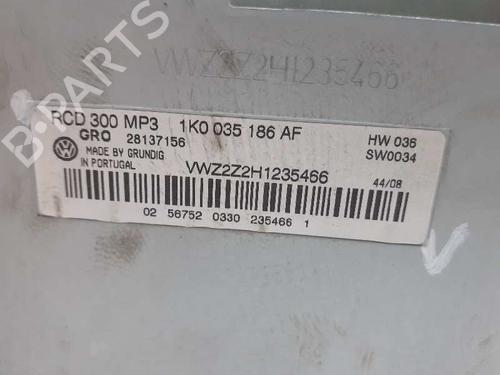 B-PARTS
VWZ2Z2H1235466
RCD 300 MP3 1K0 035 186 AF
GRO 28137156 HW 036
MADE BY GRUNDIG SW0034
IN PORTUGAL VWZ2Z2H1235466 44/08
02 56752 0330 235466 1